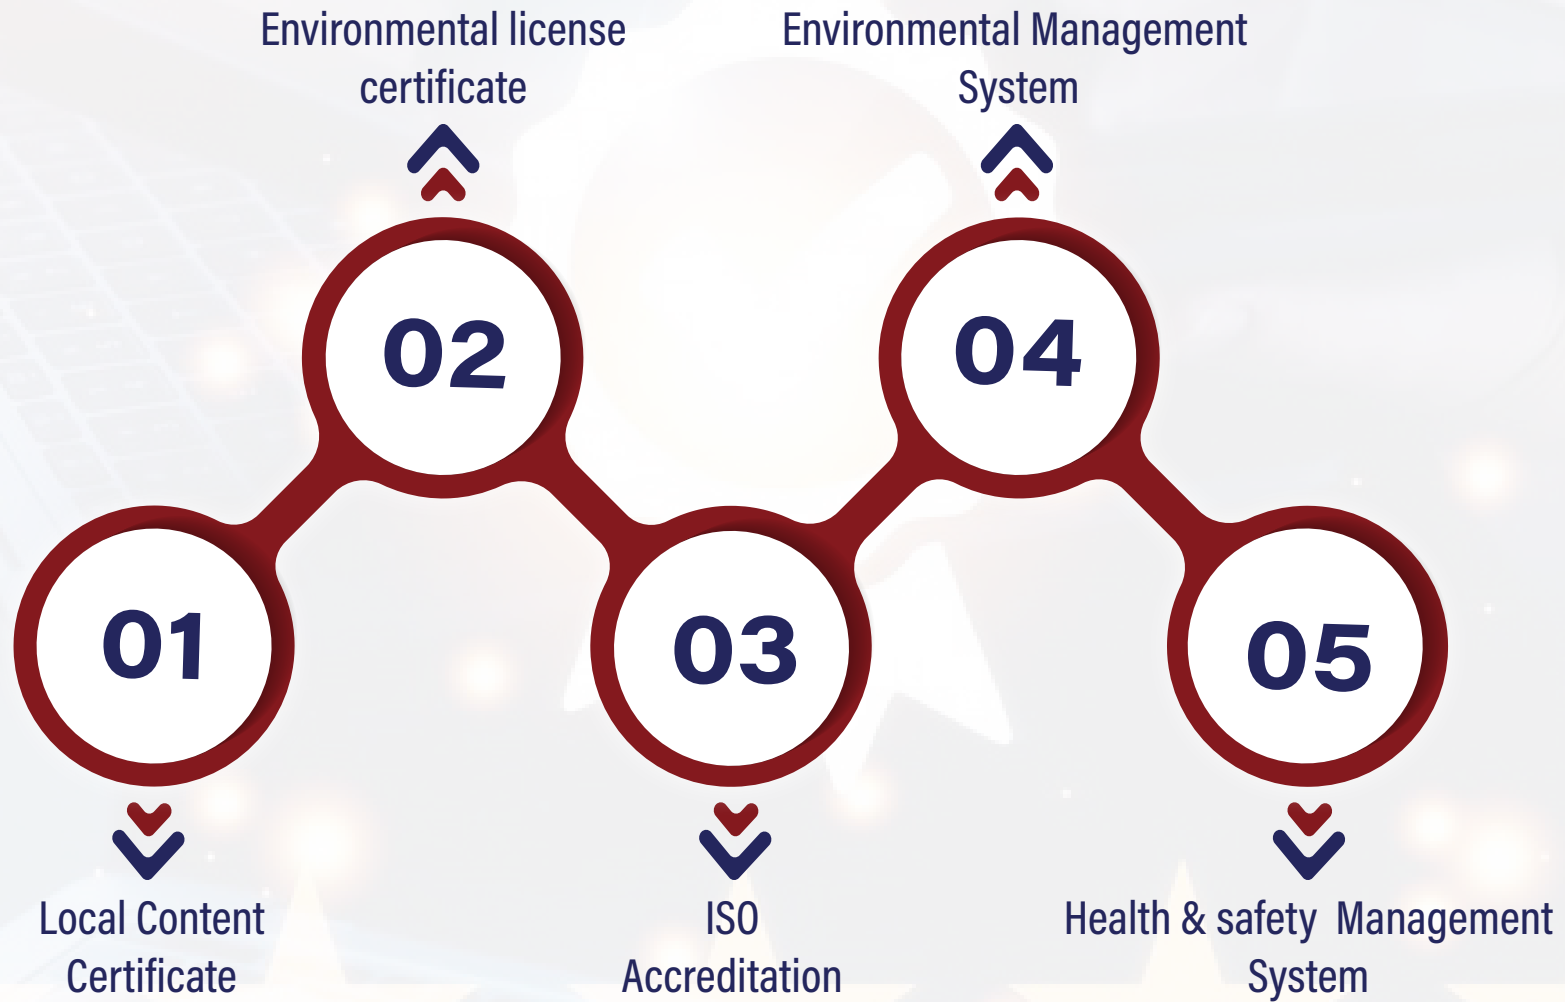 Environmental license
certificate
Environmental Management
System
02
04
01
03
05
Local Content
Certificate
ISO
Accreditation
Health & safety  Management
System